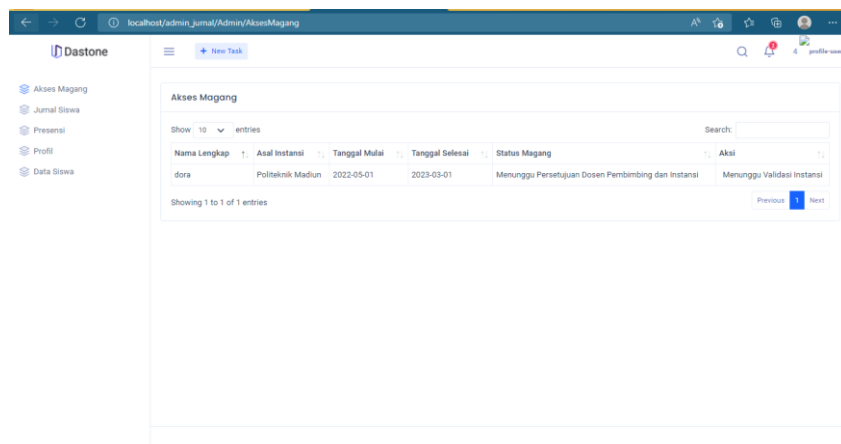 localhost/admin_jurnal/Admin/AksesMagang
Dastone
+ New Task
4 profile-user
Akses Magang
Jurnal Siswa
Presensi
Profil
Data Siswa
Akses Magang
Show 10 entries
Search:
Nama Lengkap Asal Instansi Tanggal Mulai Tanggal Selesai Status Magang Aksi
dora Politeknik Madiun 2022-05-01 2023-03-01 Menunggu Persetujuan Dosen Pembimbing dan Instansi Menunggu Validasi Instansi
Showing 1 to 1 of 1 entries
Previous 1 Next